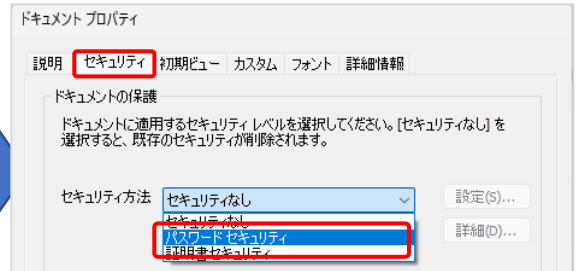 ドキュメント プロパティ
説明 セキュリティ 初期ビュー カスタム フォント 詳細情報
ドキュメントの保護
ドキュメントに適用するセキュリティ レベルを選択してください。[セキュリティなし] を
選択すると、既存のセキュリティが削除されます。
セキュリティ方法 セキュリティなし 設定(S)...
セキュリティなし
パスワード セキュリティ 詳細(D)...
証明書セキュリティ